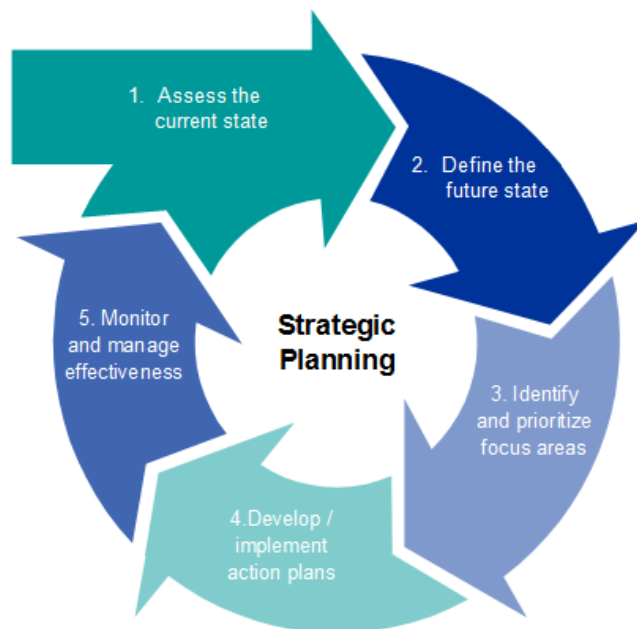 1. Assess the
current state
2. Define the
future state
3. Identify
and prioritize
focus areas
4.Develop /
implement
action plans
5. Monitor
and manage
effectiveness
Strategic
Planning